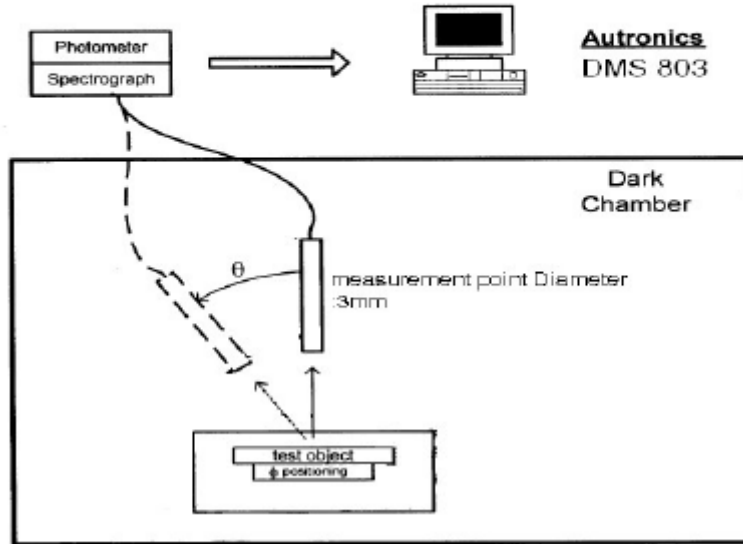 Photometer
Spectrograph
Autronics
DMS 803
Dark
Chamber
θ
measurement point Diameter
:3mm
test object
ϕ positioning